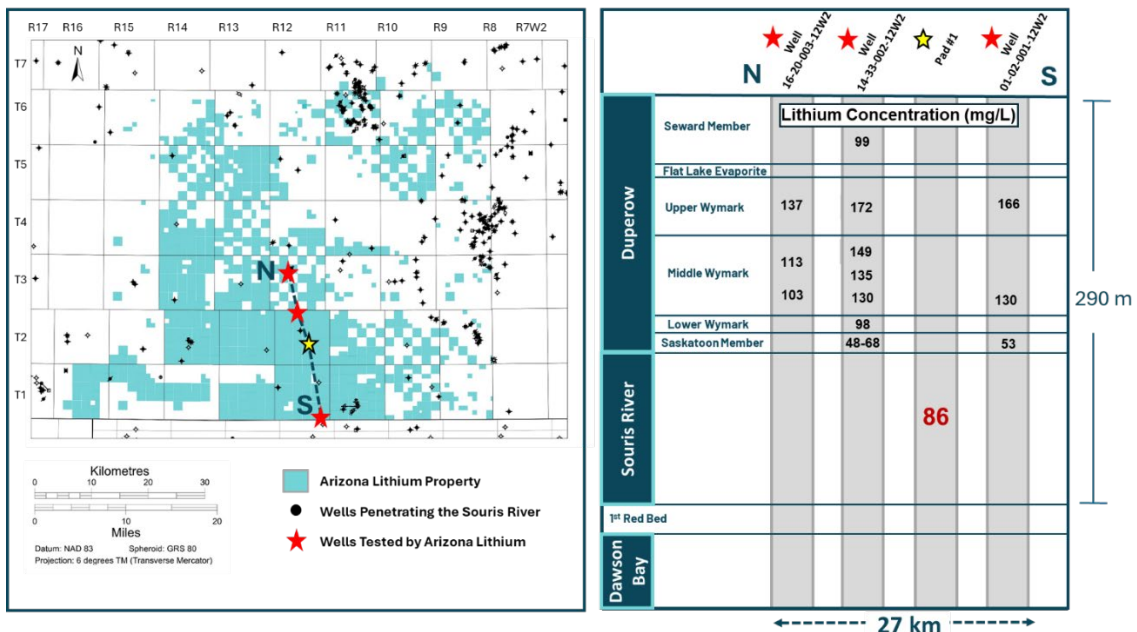 R17 R16 R15 R14 R13 R12 R11 R10 R9 R8 R7W2
T7
T6
T5
T4
T3
T2
T1
N
N
S
Kilometres
0 10 20 30
0 10 20
Miles
Datum: NAD 83 Spheroid: GRS 80
Projection: 6 degrees TM (Transverse Mercator)
Arizona Lithium Property
Wells Penetrating the Souris River
Wells Tested by Arizona Lithium
N
Well
16-20-003-12W2
Well
14-33-002-12W2
Pad #1
Well
01-02-001-12W2
S
Lithium Concentration (mg/L)
Duperow
Seward Member
99
Flat Lake Evaporite
Upper Wymark
137 172 166
Middle Wymark
149
113
135
103 130 130
Lower Wymark
98
Saskatoon Member
48-68 53
Souris River
86
1st Red Bed
Dawson
Bay
290 m
27 km